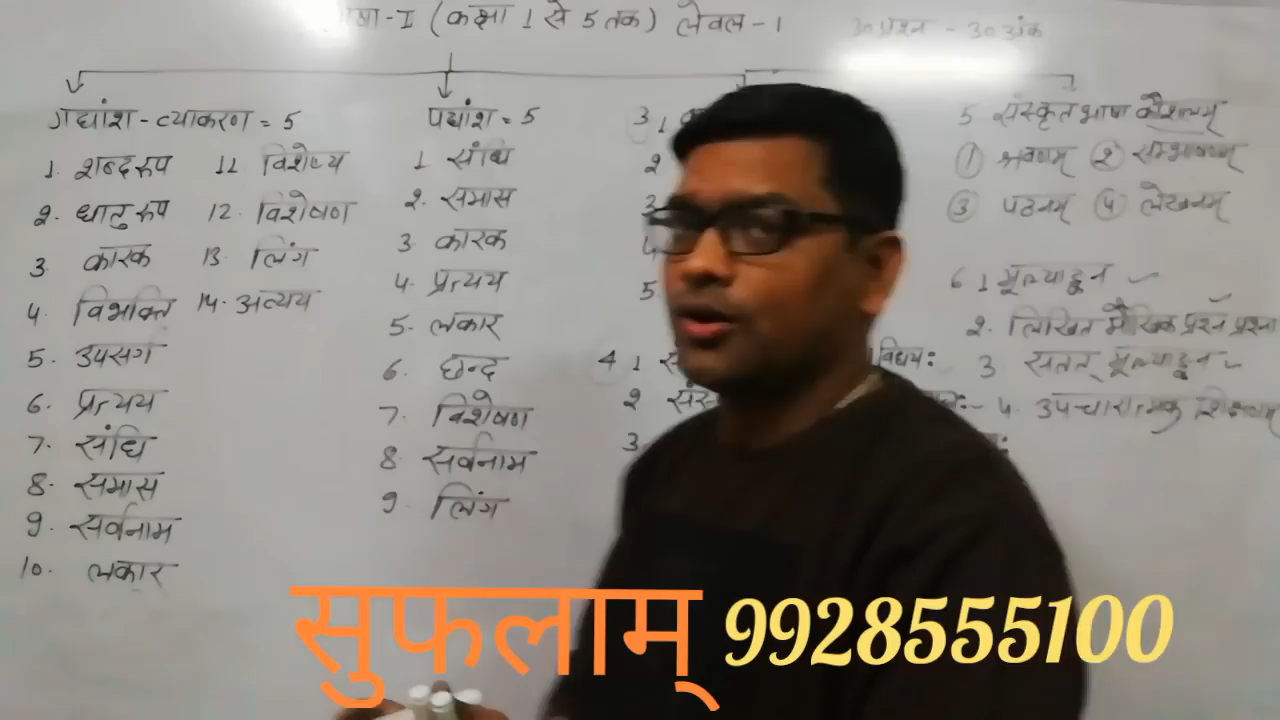 षा-I (कक्षा 1 से 5 तक) लेवल-1 30 प्रश्न - 30 अंक
गद्यांश-व्याकरण = 5
1. शब्द रूप
2. धातु रूप
3 कारक
4. विभक्ति
5. उपसर्ग
6. प्रत्यय
7. संधि
8. समास
9. सर्वनाम
10. लकार
11 विशेष्य
12. विशेषण
13. लिंग
14. अव्यय
पद्यांश = 5
1 संधि
2. समास
3. कारक
4. प्रत्यय
5. लकार
6. छन्द
7. विशेषण
8 सर्वनाम
9. लिंग
3 1
2
3
4
5
4 1
2 संस्
3
विधय:
5 संस्कृत भाषा कौशलम्
① श्रवणम् ② सम्भाषणम्
③ पठनम् ④ लेखनम्
6 1 मूल्याङ्कन
2. लिखित मौखिक प्रश्न
3 सतत् मूल्याङ्कन
4. उपचारात्मक शिक्षणम्
सुफलाम् 9928555100